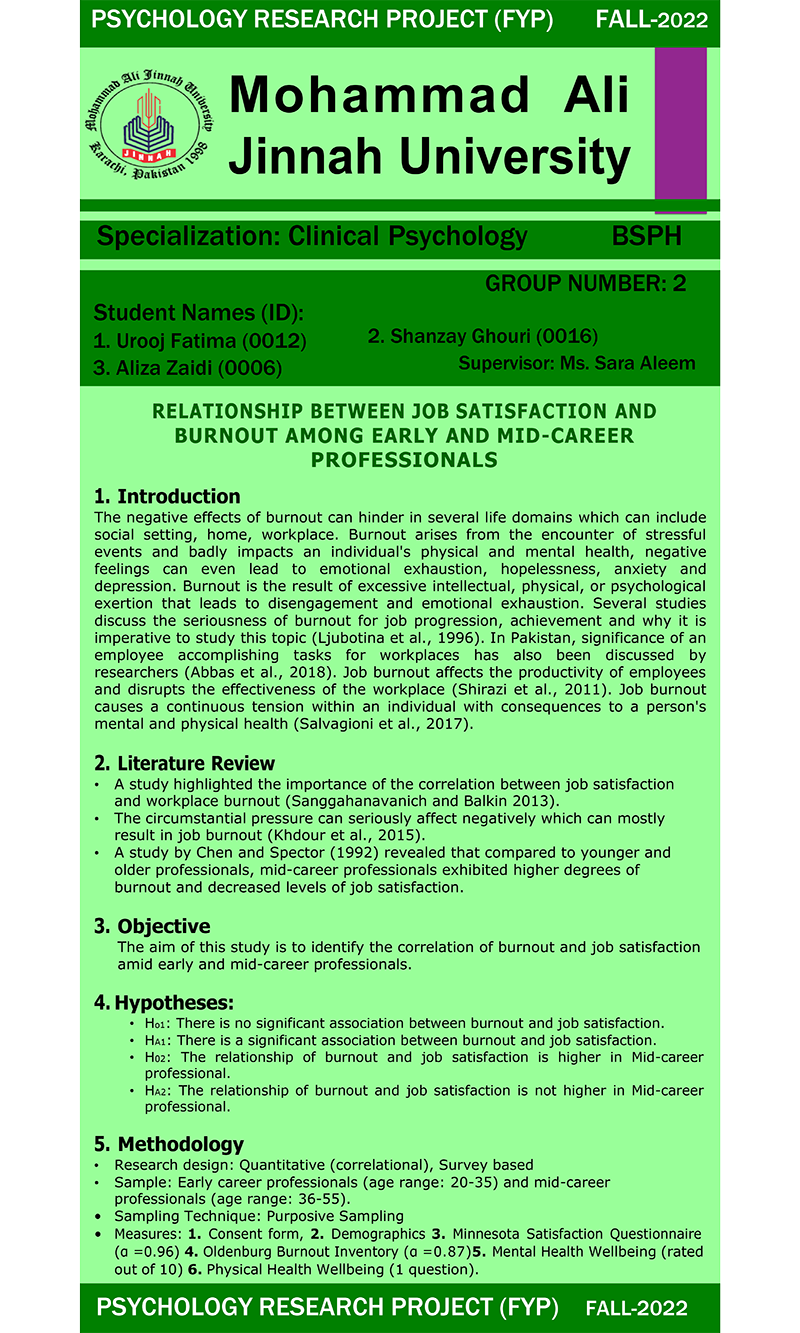 PSYCHOLOGY RESEARCH PROJECT (FYP) FALL-2022
Mohammad Ali Jinnah University
JINNAH
Karachi, Pakistan 1998
Mohammad Ali
Jinnah University
Specialization: Clinical Psychology BSPH
GROUP NUMBER: 2
Student Names (ID):
1. Urooj Fatima (0012) 2. Shanzay Ghouri (0016)
3. Aliza Zaidi (0006) Supervisor: Ms. Sara Aleem
RELATIONSHIP BETWEEN JOB SATISFACTION AND
BURNOUT AMONG EARLY AND MID-CAREER
PROFESSIONALS
1. Introduction
The negative effects of burnout can hinder in several life domains which can include
social setting, home, workplace. Burnout arises from the encounter of stressful
events and badly impacts an individual's physical and mental health, negative
feelings can even lead to emotional exhaustion, hopelessness, anxiety and
depression. Burnout is the result of excessive intellectual, physical, or psychological
exertion that leads to disengagement and emotional exhaustion. Several studies
discuss the seriousness of burnout for job progression, achievement and why it is
imperative to study this topic (Ljubotina et al., 1996). In Pakistan, significance of an
employee accomplishing tasks for workplaces has also been discussed by
researchers (Abbas et al., 2018). Job burnout affects the productivity of employees
and disrupts the effectiveness of the workplace (Shirazi et al., 2011). Job burnout
causes a continuous tension within an individual with consequences to a person's
mental and physical health (Salvagioni et al., 2017).
2. Literature Review
• A study highlighted the importance of the correlation between job satisfaction
and workplace burnout (Sanggahanavanich and Balkin 2013).
• The circumstantial pressure can seriously affect negatively which can mostly
result in job burnout (Khdour et al., 2015).
• A study by Chen and Spector (1992) revealed that compared to younger and
older professionals, mid-career professionals exhibited higher degrees of
burnout and decreased levels of job satisfaction.
3. Objective
The aim of this study is to identify the correlation of burnout and job satisfaction
amid early and mid-career professionals.
4. Hypotheses:
• H₀₁: There is no significant association between burnout and job satisfaction.
• HA1: There is a significant association between burnout and job satisfaction.
• H02: The relationship of burnout and job satisfaction is higher in Mid-career
professional.
• HA2: The relationship of burnout and job satisfaction is not higher in Mid-career
professional.
5. Methodology
• Research design: Quantitative (correlational), Survey based
• Sample: Early career professionals (age range: 20-35) and mid-career
professionals (age range: 36-55).
• Sampling Technique: Purposive Sampling
• Measures: 1. Consent form, 2. Demographics 3. Minnesota Satisfaction Questionnaire
(α =0.96) 4. Oldenburg Burnout Inventory (α =0.87)5. Mental Health Wellbeing (rated
out of 10) 6. Physical Health Wellbeing (1 question).
PSYCHOLOGY RESEARCH PROJECT (FYP) FALL-2022